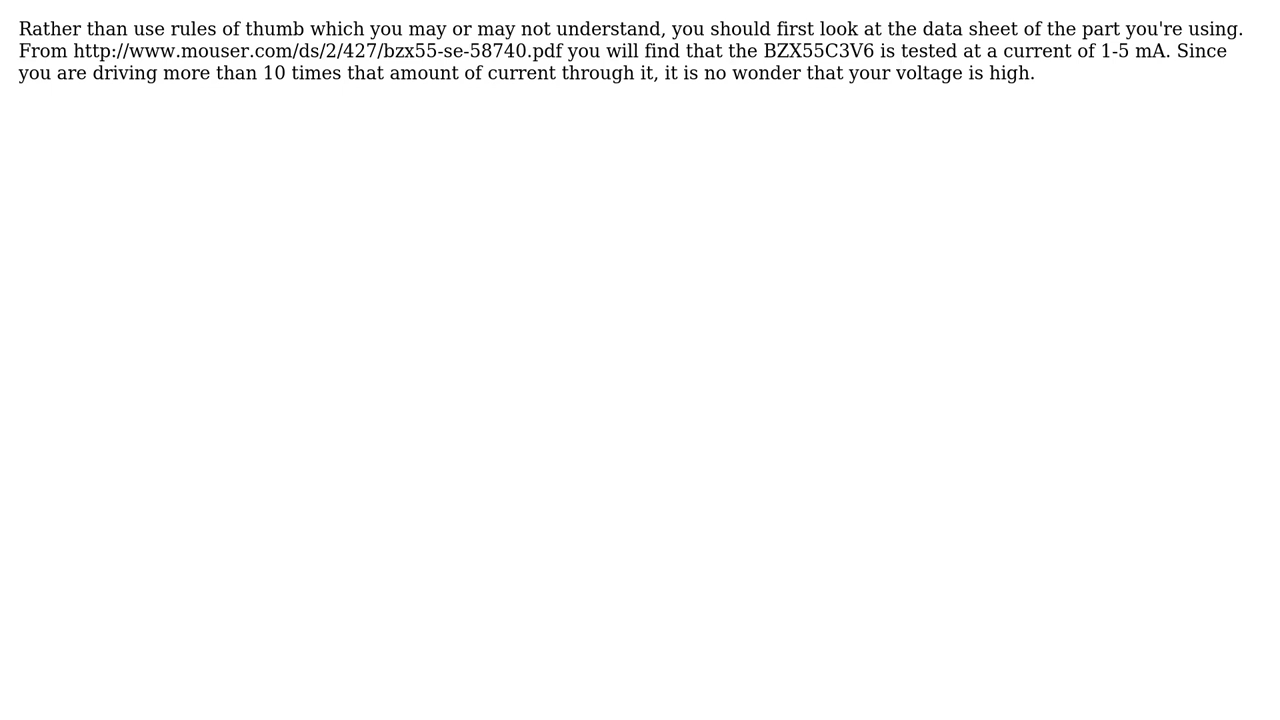 Rather than use rules of thumb which you may or may not understand, you should first look at the data sheet of the part you're using.
From http://www.mouser.com/ds/2/427/bzx55-se-58740.pdf you will find that the BZX55C3V6 is tested at a current of 1-5 mA. Since
you are driving more than 10 times that amount of current through it, it is no wonder that your voltage is high.